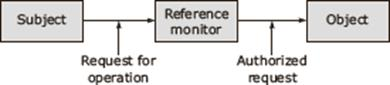 Subject
Reference
monitor
Object
Request for
operation
Authorized
request